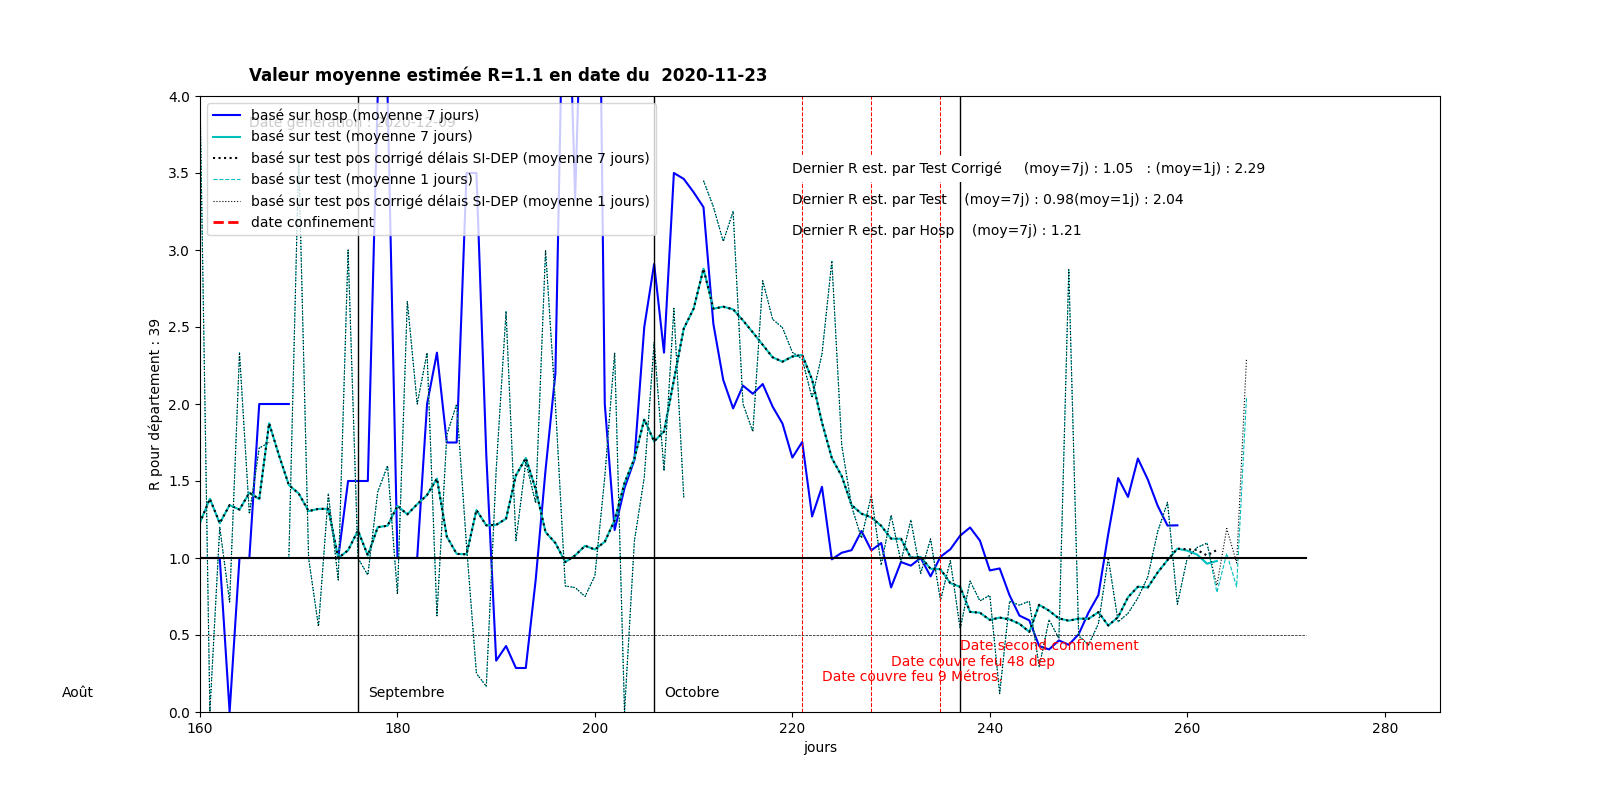 Valeur moyenne estimée R=1.1 en date du  2020-11-23
Date génération : 2020-12-09
basé sur hosp (moyenne 7 jours)
basé sur test (moyenne 7 jours)
basé sur test pos corrigé délais SI-DEP (moyenne 7 jours)
basé sur test (moyenne 1 jours)
basé sur test pos corrigé délais SI-DEP (moyenne 1 jours)
date confinement
Dernier R est. par Test Corrigé (moy=7j) : 1.05 : (moy=1j) : 2.29
Dernier R est. par Test (moy=7j) : 0.98(moy=1j) : 2.04
Dernier R est. par Hosp (moy=7j) : 1.21
4.0
3.5
3.0
2.5
2.0
1.5
1.0
0.5
0.0
R pour département : 39
Date second confinement
Date couvre feu 48 dep
Date couvre feu 9 Métros
Août
Septembre
Octobre
160 180 200 220 240 260 280
jours